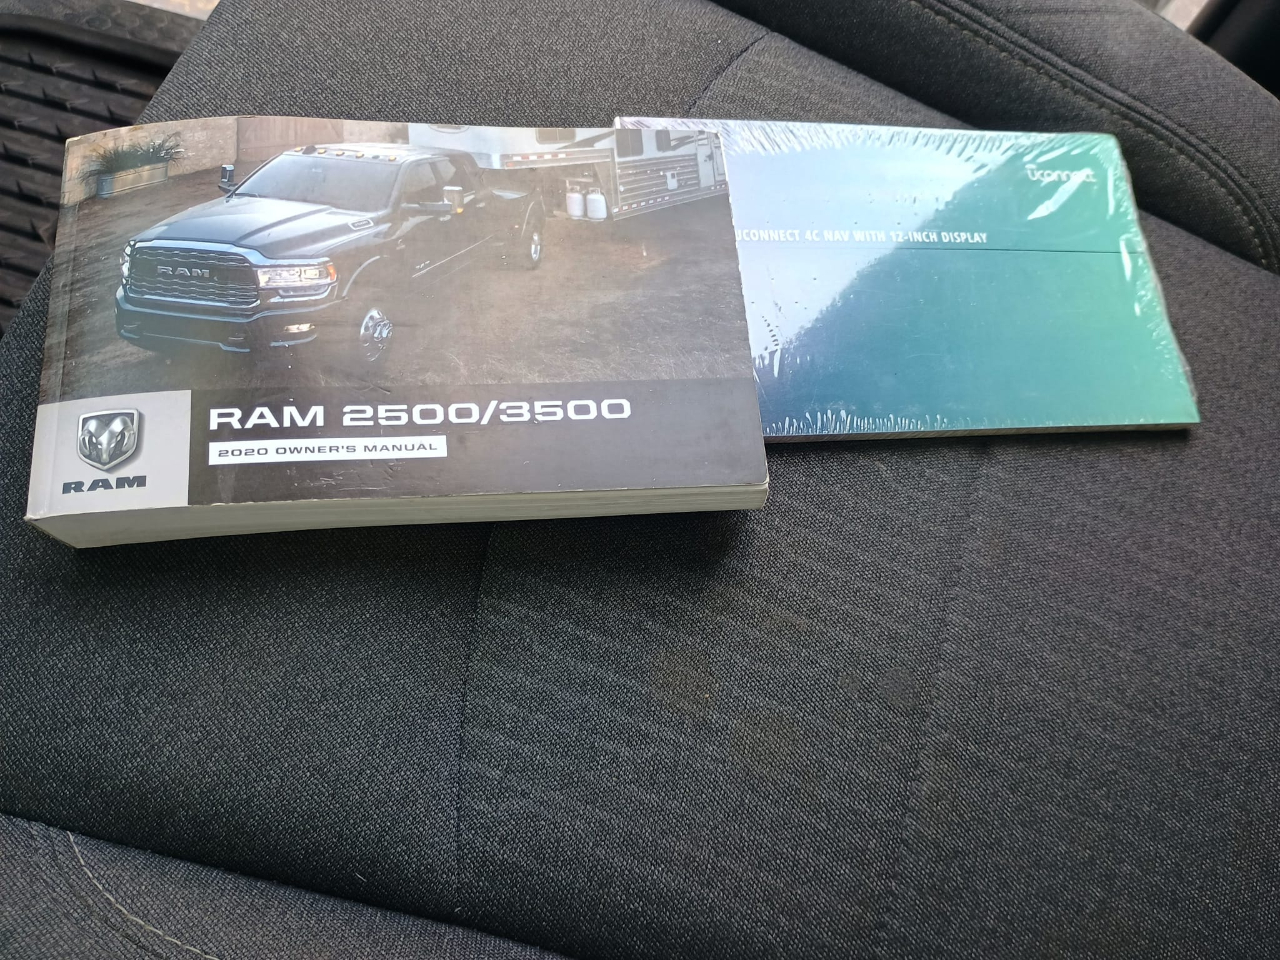 RAM
RAM 2500/3500
2020 OWNER'S MANUAL
RAM
uconnect
UCONNECT 4C NAV WITH 12-INCH DISPLAY